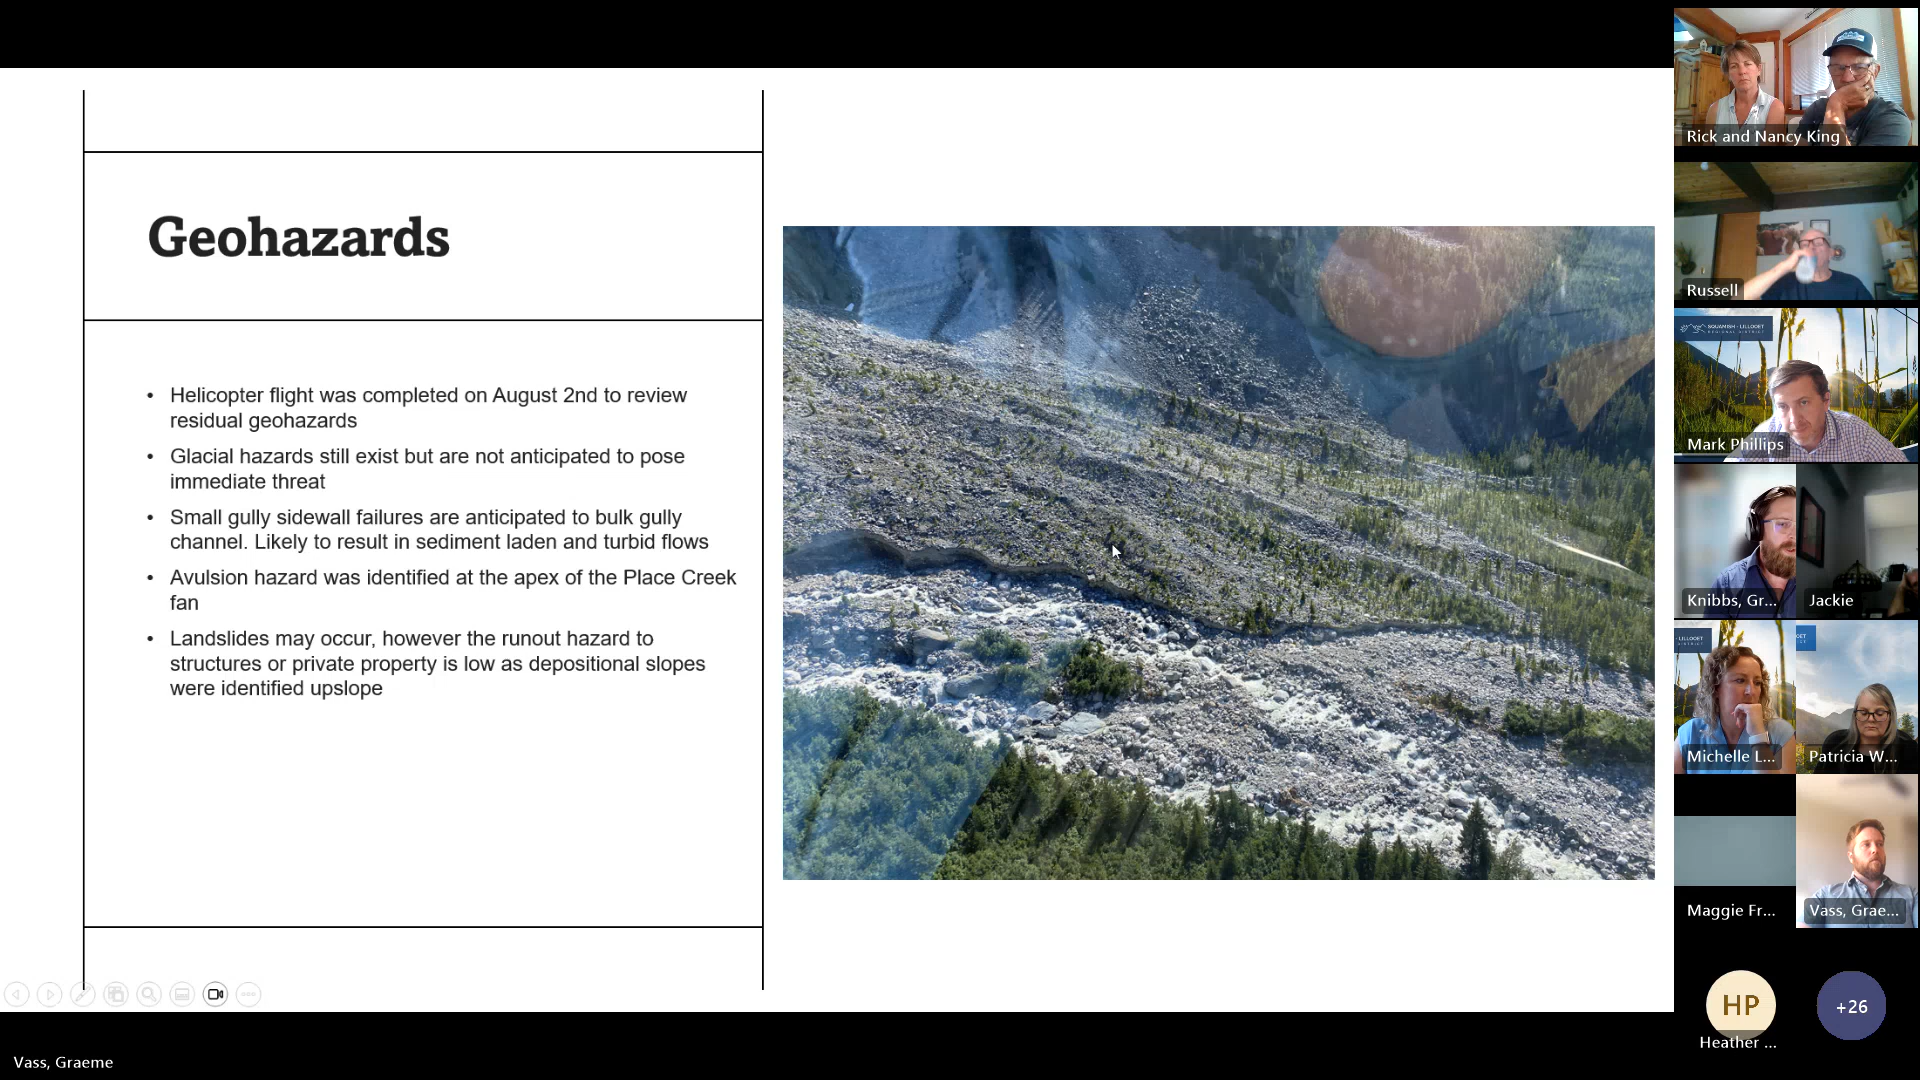 Geohazards
• Helicopter flight was completed on August 2nd to review
residual geohazards
• Glacial hazards still exist but are not anticipated to pose
immediate threat
• Small gully sidewall failures are anticipated to bulk gully
channel. Likely to result in sediment laden and turbid flows
• Avulsion hazard was identified at the apex of the Place Creek
fan
• Landslides may occur, however the runout hazard to
structures or private property is low as depositional slopes
were identified upslope
Vass, Graeme
Rick and Nancy King
Russell
SQUAMISH - LILLOOET
REGIONAL DISTRICT
Mark Phillips
Knibbs, Gr...
Jackie
LILLOOET
Michelle L...
Patricia W...
Maggie Fr...
Vass, Grae...
HP
Heather ...
+26